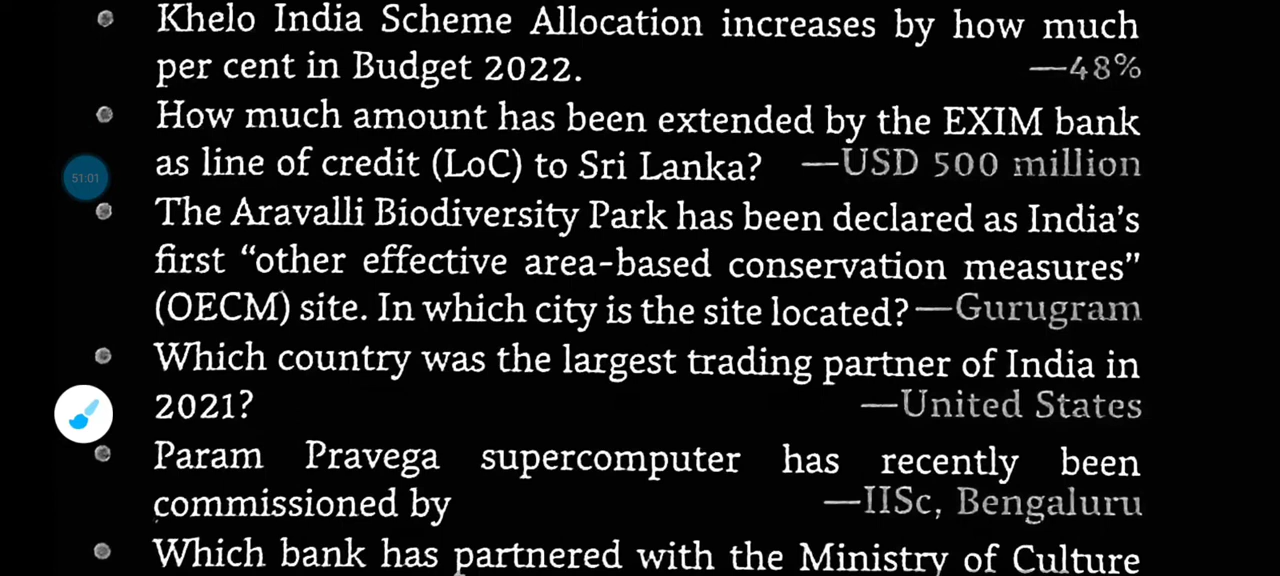 Khelo India Scheme Allocation increases by how much
per cent in Budget 2022. —48%
How much amount has been extended by the EXIM bank
as line of credit (LoC) to Sri Lanka? —USD 500 million
51:01
The Aravalli Biodiversity Park has been declared as India's
first “other effective area-based conservation measures”
(OECM) site. In which city is the site located? —Gurugram
Which country was the largest trading partner of India in
2021? —United States
Param Pravega supercomputer has recently been
commissioned by —IISc, Bengaluru
Which bank has partnered with the Ministry of Culture